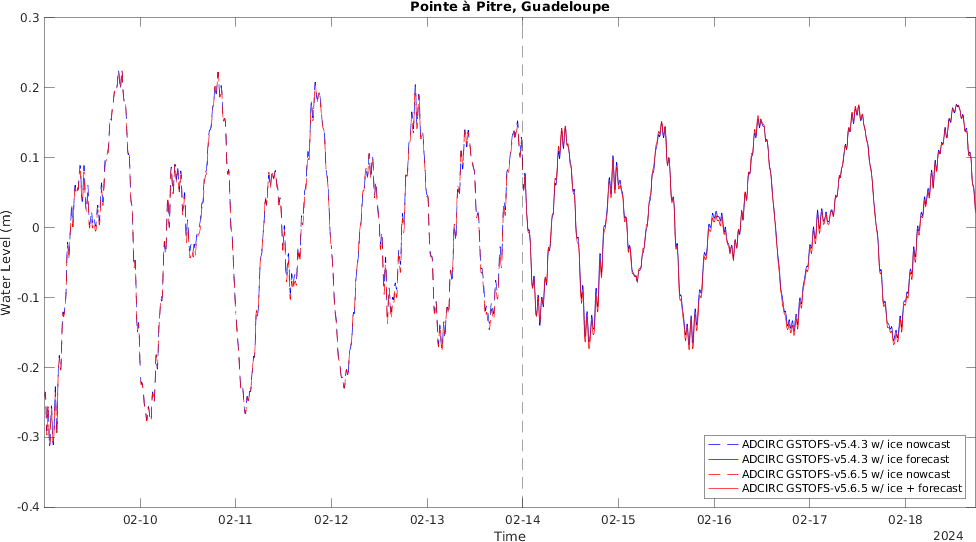 Pointe à Pitre, Guadeloupe
0.3
0.2
0.1
0
-0.1
-0.2
-0.3
-0.4
Water Level (m)
ADCIRC GSTOFS-v5.4.3 w/ ice nowcast
ADCIRC GSTOFS-v5.4.3 w/ ice forecast
ADCIRC GSTOFS-v5.6.5 w/ ice nowcast
ADCIRC GSTOFS-v5.6.5 w/ ice + forecast
02-10 02-11 02-12 02-13 02-14 02-15 02-16 02-17 02-18
Time
2024